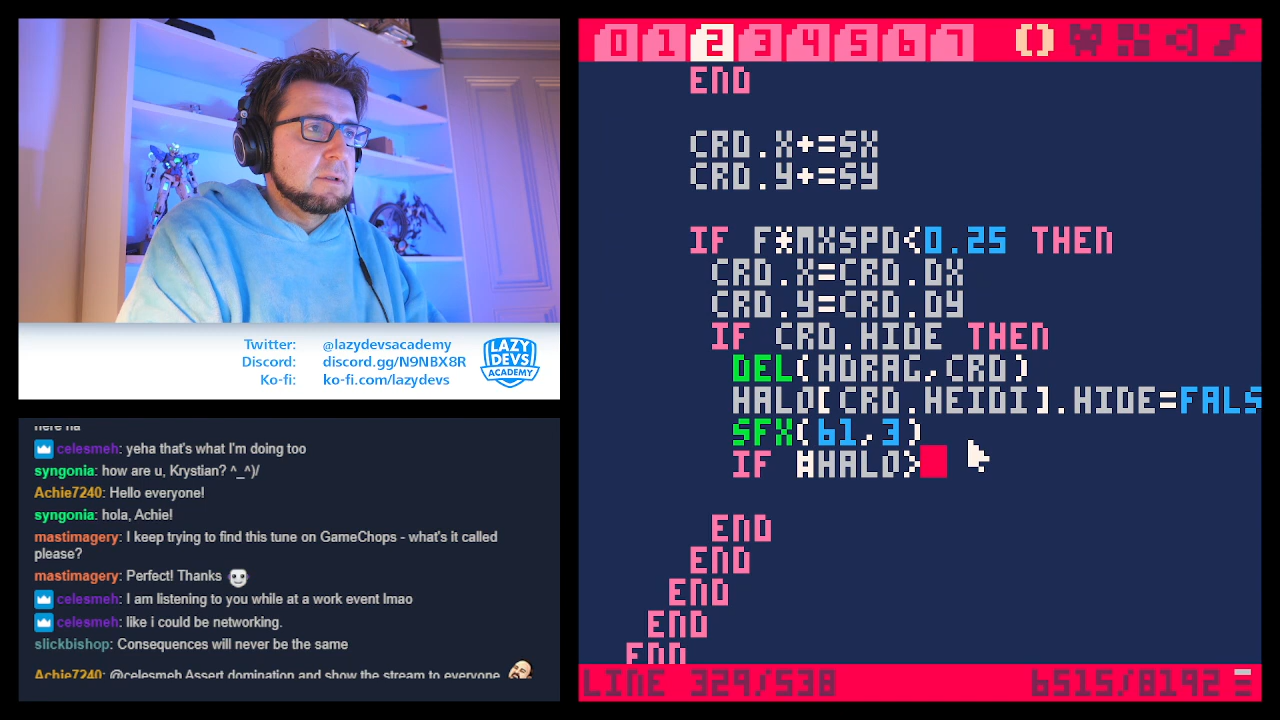 0 1 2 3 4 5 6 7 ()
END
CRD.X+=SX
CRD.Y+=SY
IF F*MXSPD<0.25 THEN
CRD.X=CRD.DX
CRD.Y=CRD.DY
IF CRD.HIDE THEN
DEL(HDRAG,CRD)
HALO[CRD.HEIDI].HIDE=FALS
SFX(61,3)
IF #HALO>
END
END
END
END
END
LINE 329/538 6515/8192
Twitter: @lazydevsacademy
Discord: discord.gg/N9NBX8R
Ko-fi: ko-fi.com/lazydevs
LAZY
DEVS
ACADEMY
here ha
celesmeh: yeha that's what I'm doing too
syngonia: how are u, Krystian? ^_^)/
Achie7240: Hello everyone!
syngonia: hola, Achie!
mastimagery: I keep trying to find this tune on GameChops - what's it called
please?
mastimagery: Perfect! Thanks
celesmeh: I am listening to you while at a work event lmao
celesmeh: like i could be networking.
slickbishop: Consequences will never be the same
Achie7240: @celesmeh Assert domination and show the stream to everyone